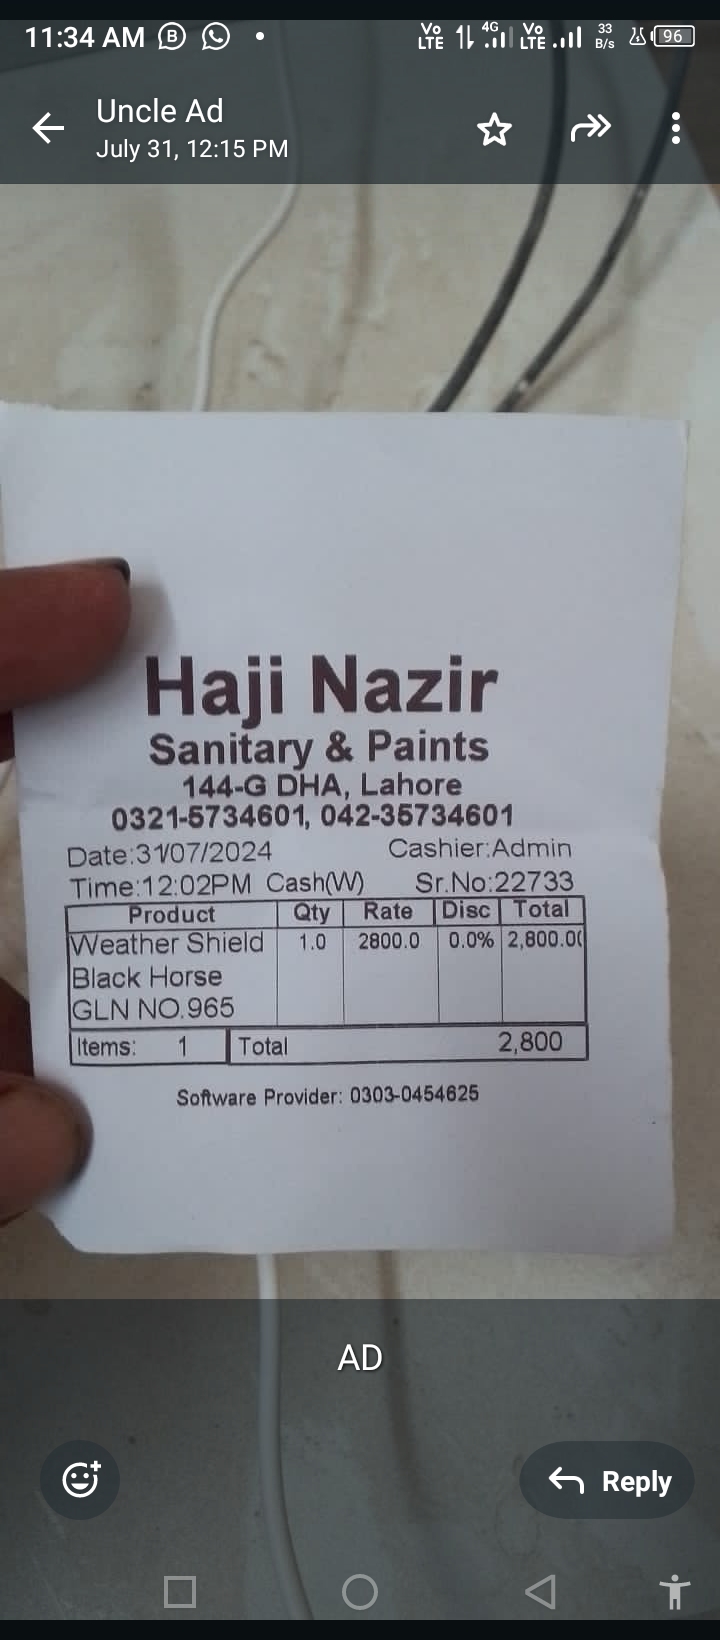 11:34 AM
Vo LTE 4G Vo LTE 33 B/s 96
Uncle Ad
July 31, 12:15 PM
Haji Nazir
Sanitary & Paints
144-G DHA, Lahore
0321-5734601, 042-35734601
Date:31/07/2024 Cashier:Admin
Time:12:02PM Cash(W) Sr.No:22733
Product Qty Rate Disc Total
Weather Shield 1.0 2800.0 0.0% 2,800.0(
Black Horse
GLN NO.965
Items: 1 Total 2,800
Software Provider: 0303-0454625
AD
Reply